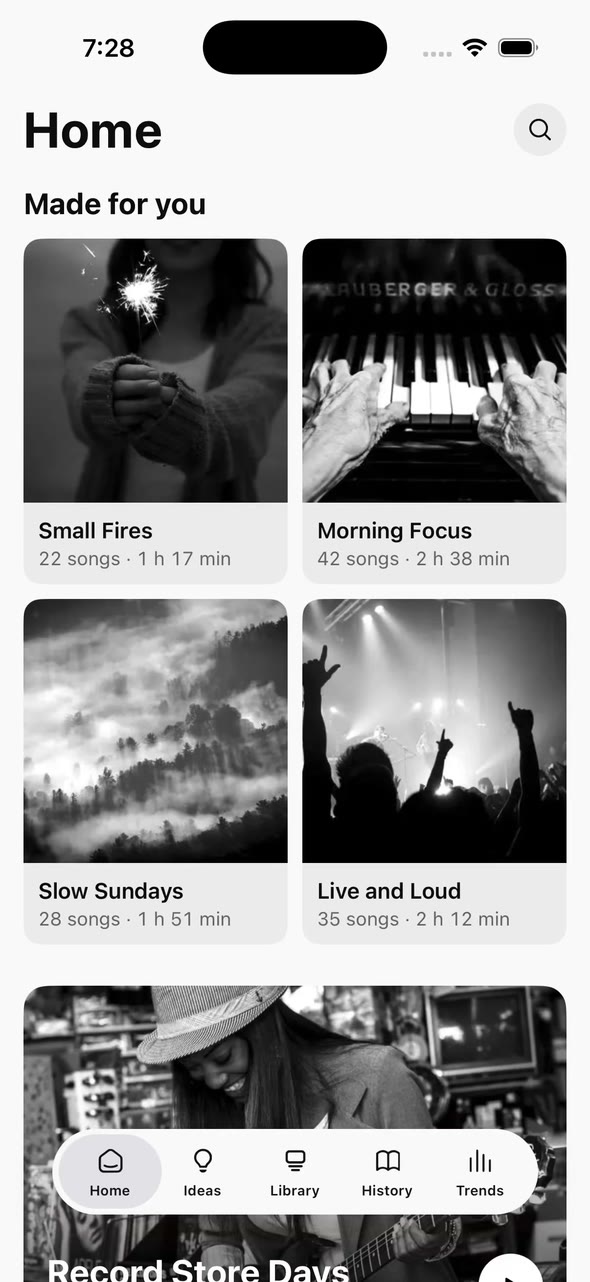 7:28
Home
Made for you
LAUBERGER & GLOSS
Small Fires
22 songs · 1 h 17 min
Morning Focus
42 songs · 2 h 38 min
Slow Sundays
28 songs · 1 h 51 min
Live and Loud
35 songs · 2 h 12 min
Home
Ideas
Library
History
Trends
Record Store Days